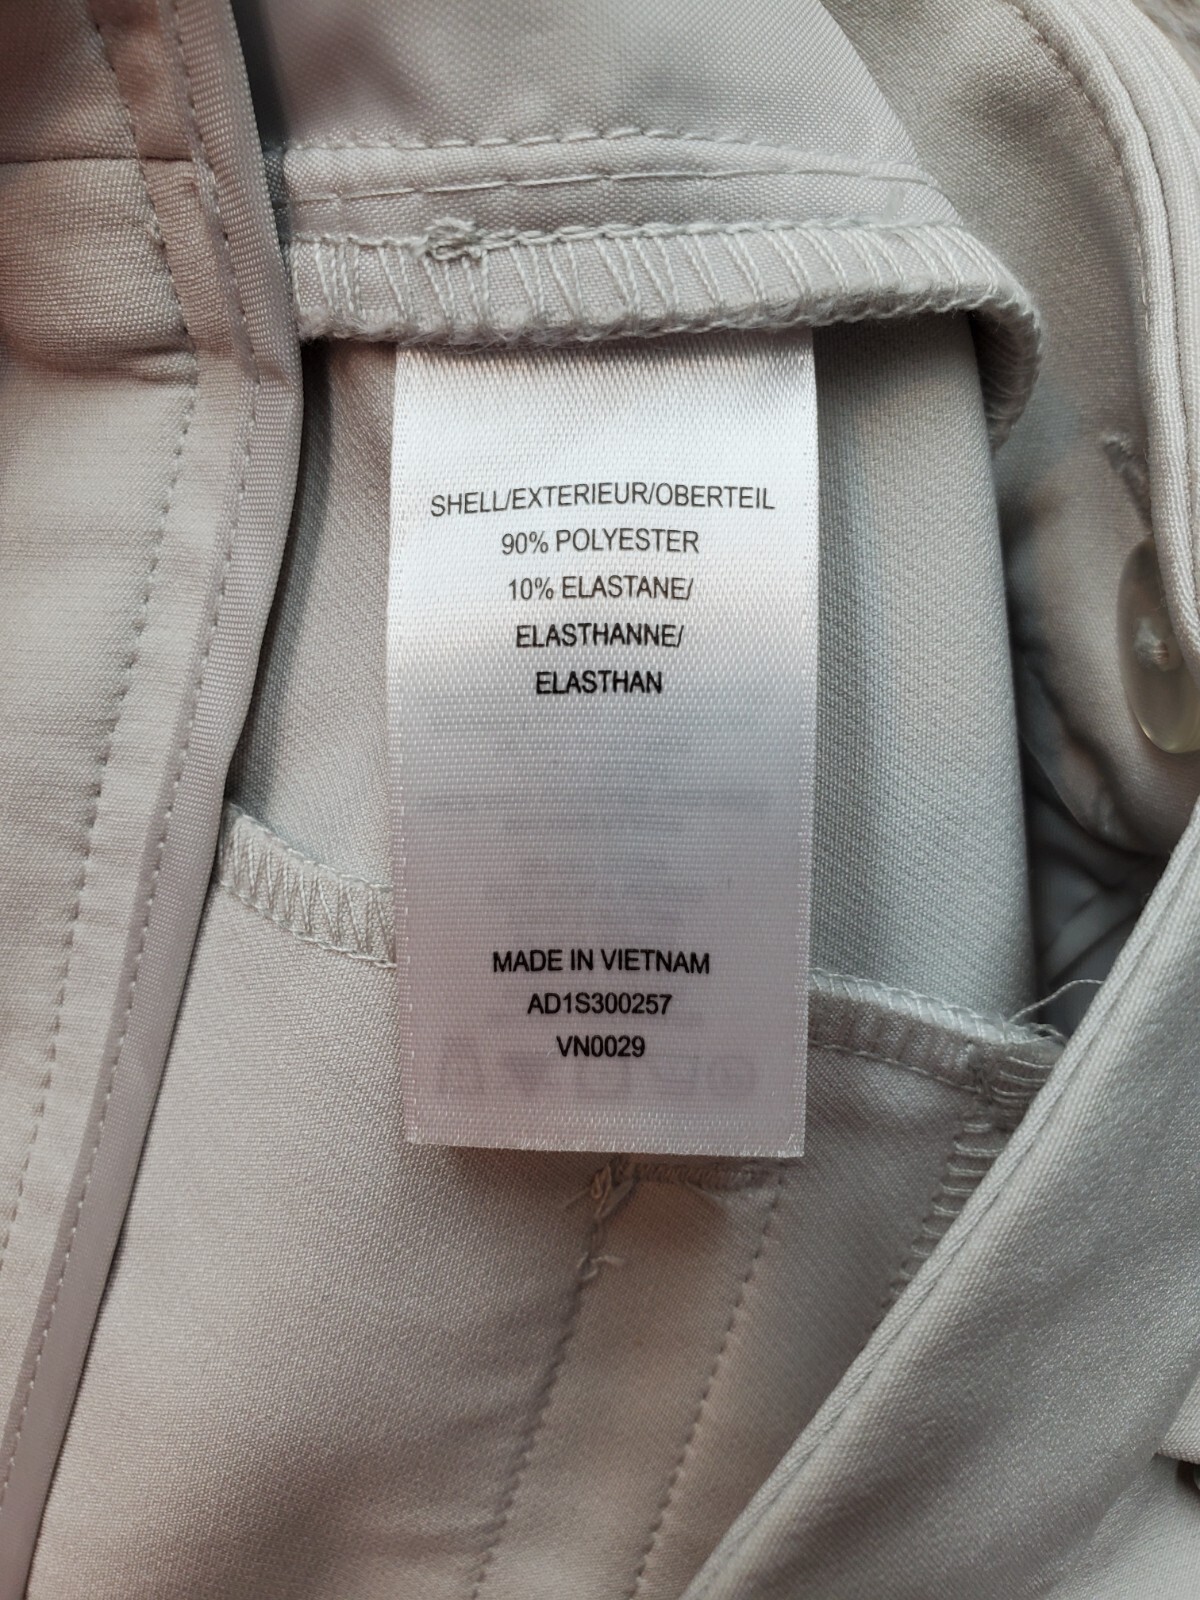 SHELL/EXTERIEUR/OBERTEIL
90% POLYESTER
10% ELASTANE/
ELASTHANNE/
ELASTHAN
MADE IN VIETNAM
AD1S300257
VN0029